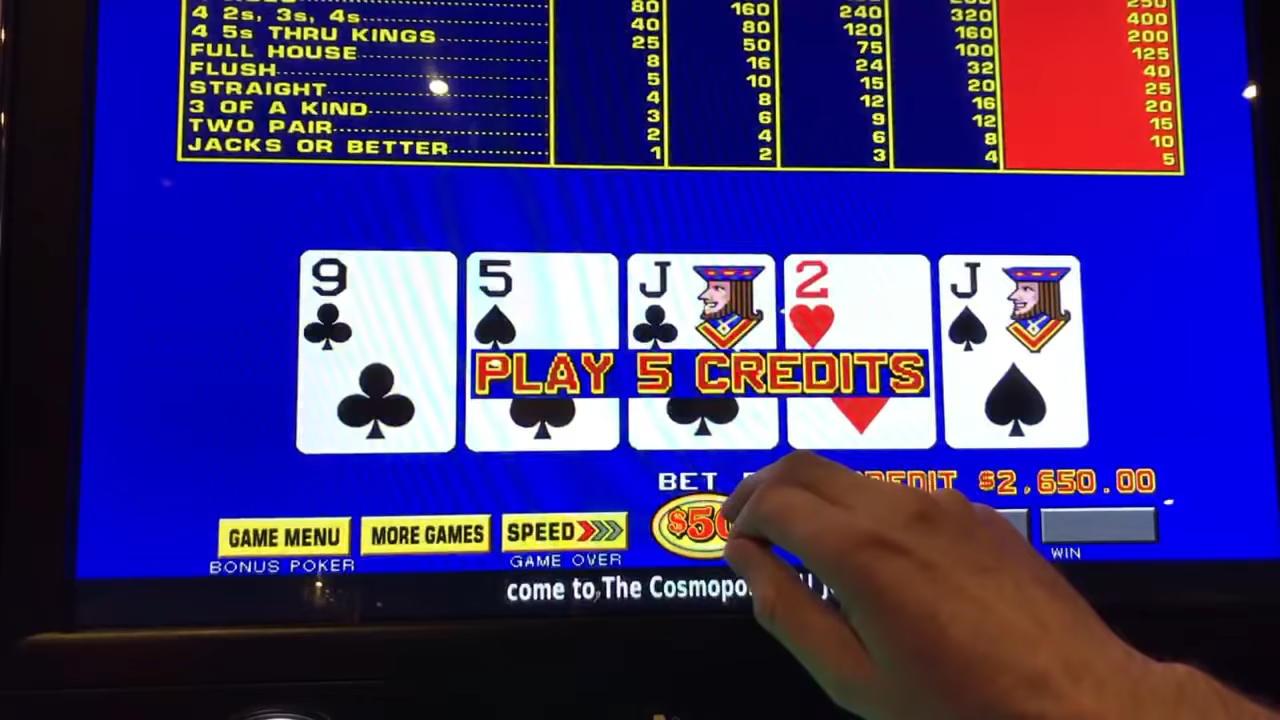 4 2s, 3s, 4s 80 160 240 320 400
4 5s THRU KINGS 40 80 120 160 200
FULL HOUSE 25 50 75 100 125
FLUSH 8 16 24 32 40
STRAIGHT 5 10 15 20 25
3 OF A KIND 4 8 12 16 20
TWO PAIR 3 6 9 12 15
JACKS OR BETTER 2 4 6 8 10
1 2 3 4 5
9 5 J 2 J
PLAY 5 CREDITS
BET CREDIT $2,650.00
GAME MENU MORE GAMES SPEED $50
BONUS POKER GAME OVER WIN
come to The Cosmopo